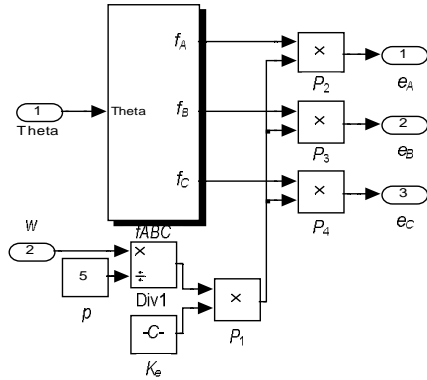 f_A
×
1
P_2
e_A
1
Theta
Theta
f_B
×
2
P_3
e_B
f_C
×
3
P_4
e_C
fABC
W
2
×
÷
5
p
Div1
×
P_1
-C-
K_e